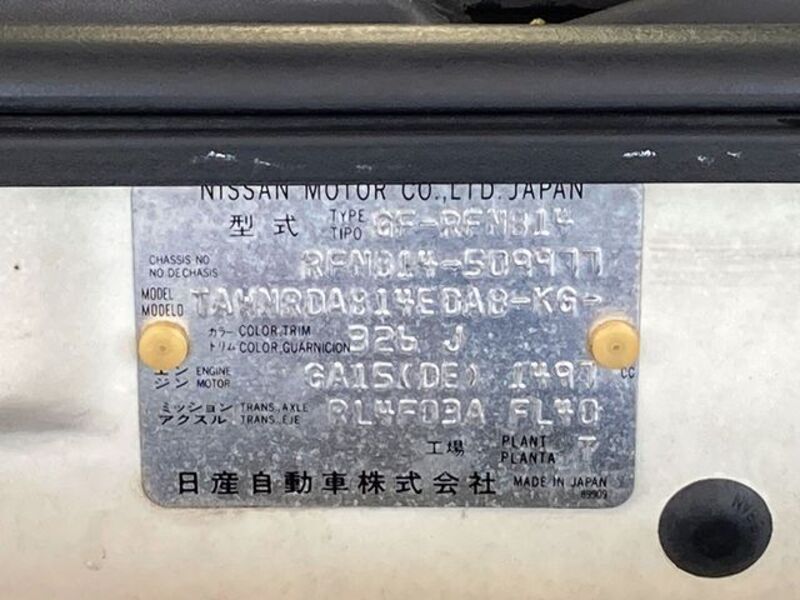 NISSAN MOTOR CO.,LTD.JAPAN
型式 TYPE TIPO GF-RFNB14
CHASSIS NO
NO DE CHASIS RFNB14-509977
MODEL
MODELO TAHNRDAB14EDAB-KG-
カラー COLOR,TRIM
トリム COLOR,GUARNICION 326 J
エンジン ENGINE MOTOR GA15(DE) 1497 CC
ミッション TRANS.,AXLE
アクスル TRANS.,EJE RL4F03A FL40
工場 PLANT PLANTA 7
日産自動車株式会社 MADE IN JAPAN
89909